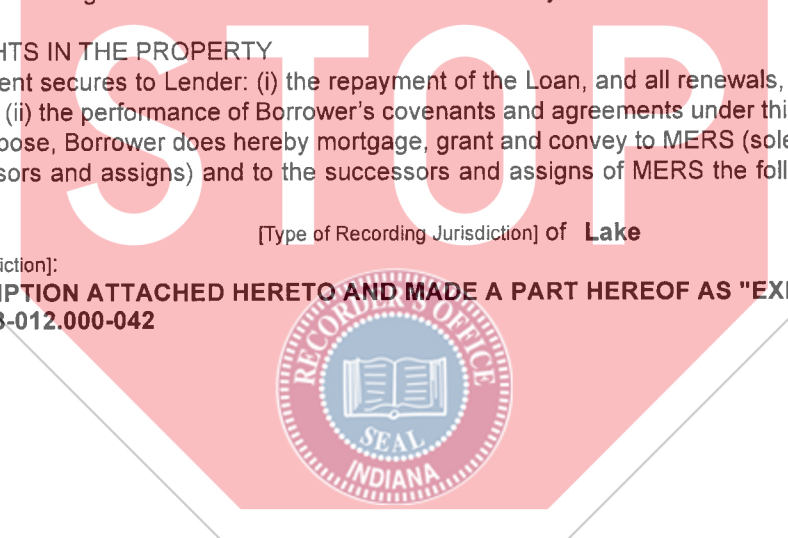 STOP
HTS IN THE PROPERTY
ent secures to Lender: (i) the repayment of the Loan, and all renewals,
(ii) the performance of Borrower's covenants and agreements under thi
pose, Borrower does hereby mortgage, grant and convey to MERS (sole
sors and assigns) and to the successors and assigns of MERS the foll
[Type of Recording Jurisdiction] of Lake
iction]:
IPTION ATTACHED HERETO AND MADE A PART HEREOF AS "EXI
3-012.000-042
RECORDER'S OFFICE
SEAL
INDIANA